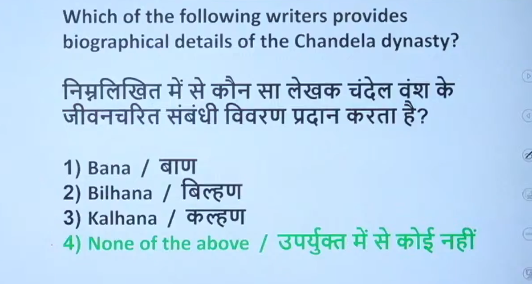 Which of the following writers provides
biographical details of the Chandela dynasty?
निम्नलिखित में से कौन सा लेखक चंदेल वंश के
जीवनचरित संबंधी विवरण प्रदान करता है?
1) Bana / बाण
2) Bilhana / बिल्हण
3) Kalhana / कल्हण
4) None of the above / उपर्युक्त में से कोई नहीं